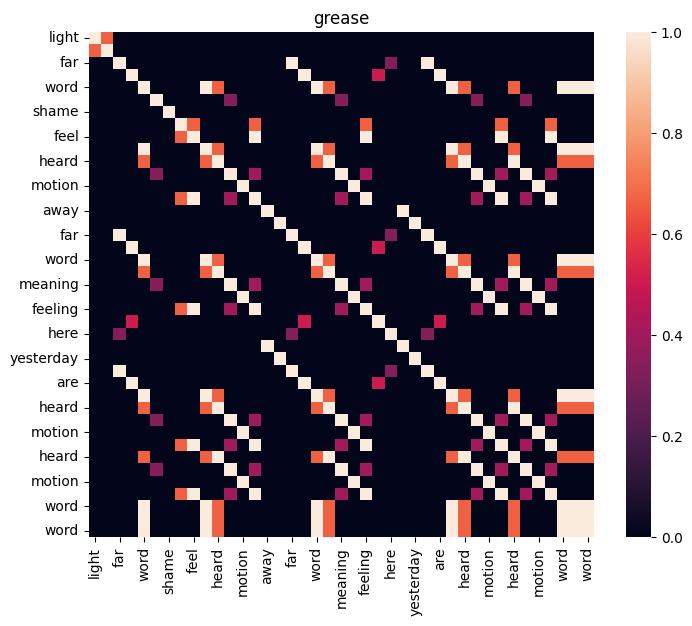 grease
light
far
word
shame
feel
heard
motion
away
far
word
meaning
feeling
here
yesterday
are
heard
motion
heard
motion
word
word
1.0
0.8
0.6
0.4
0.2
0.0
light
far
word
shame
feel
heard
motion
away
far
word
meaning
feeling
here
yesterday
are
heard
motion
heard
motion
word
word